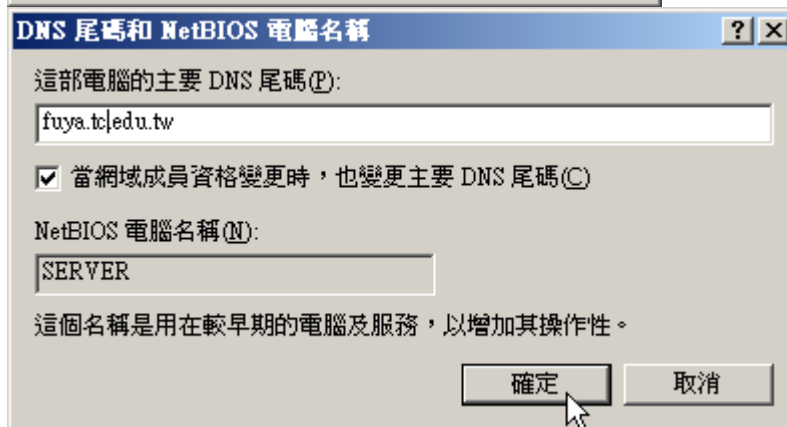 DNS 尾碼和 NetBIOS 電腦名稱
這部電腦的主要 DNS 尾碼(P):
fuya.tc.edu.tw
當網域成員資格變更時，也變更主要 DNS 尾碼(C)
NetBIOS 電腦名稱(N):
SERVER
這個名稱是用在較早期的電腦及服務，以增加其操作性。
確定 取消